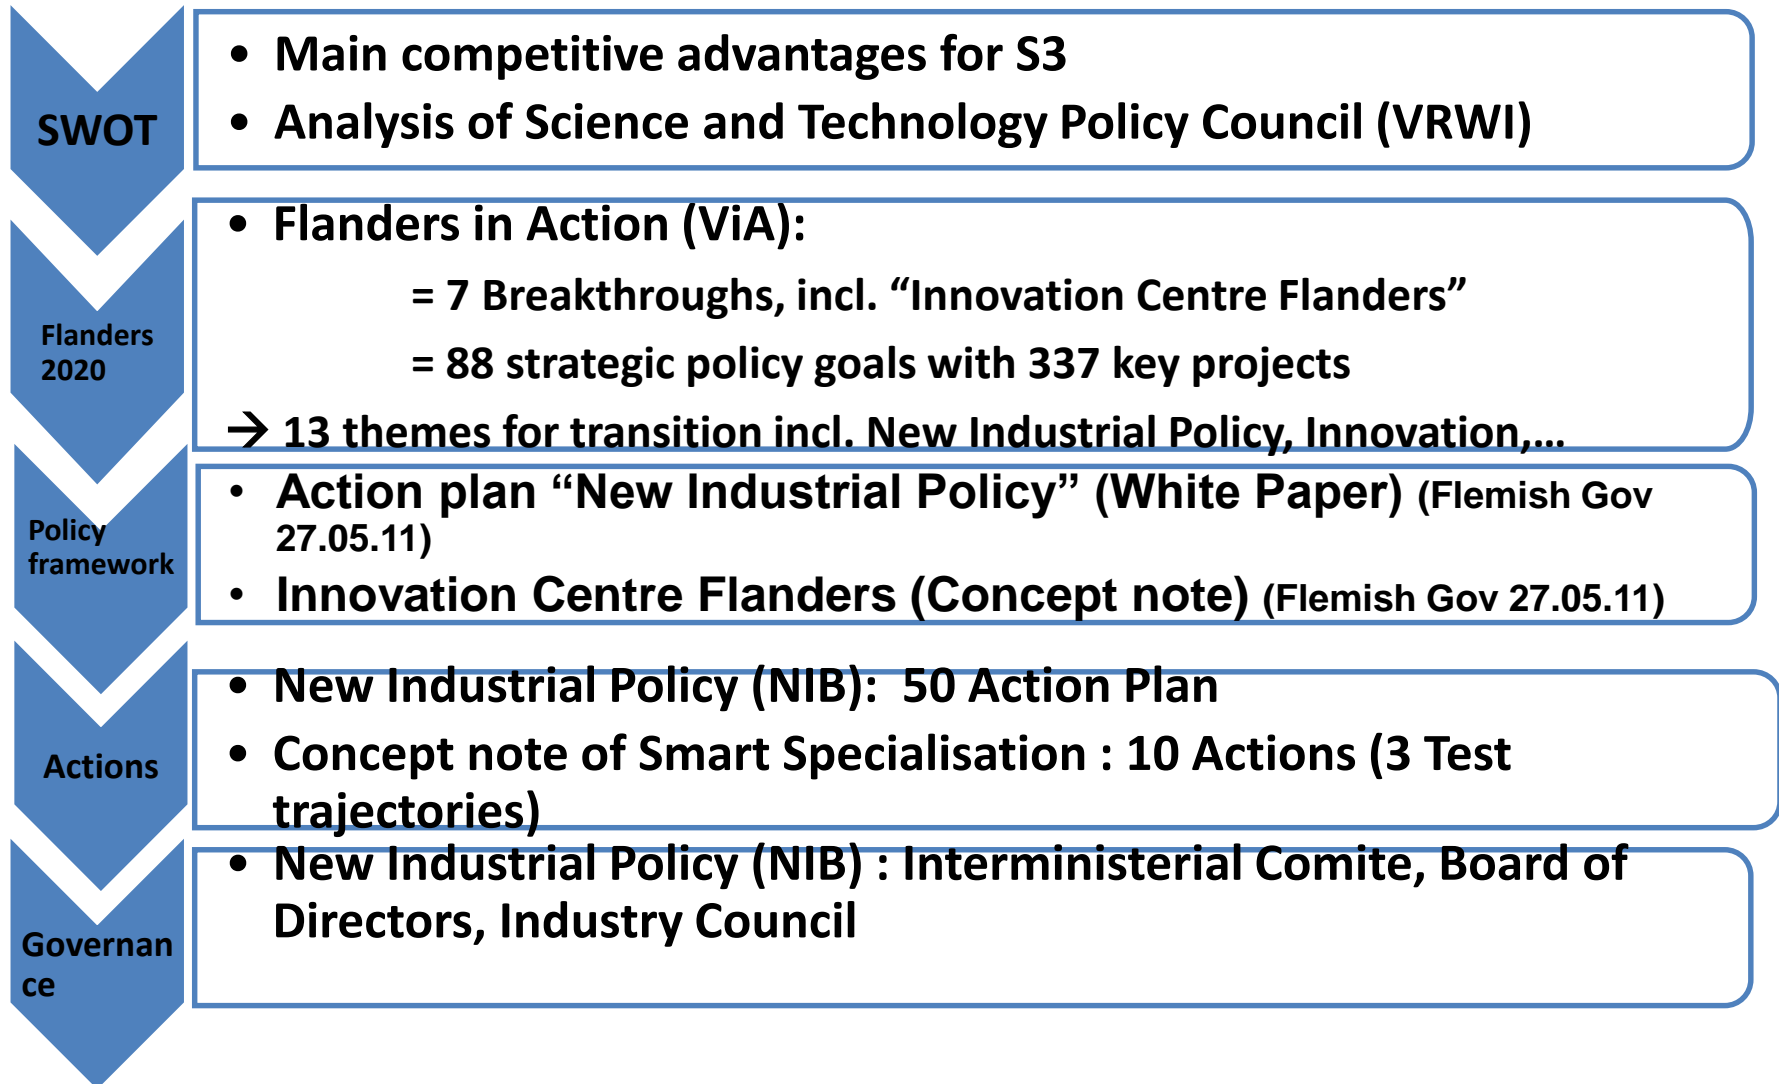 SWOT
• Main competitive advantages for S3
• Analysis of Science and Technology Policy Council (VRWI)
Flanders
2020
• Flanders in Action (ViA):
= 7 Breakthroughs, incl. “Innovation Centre Flanders”
= 88 strategic policy goals with 337 key projects
→ 13 themes for transition incl. New Industrial Policy, Innovation,…
Policy
framework
• Action plan “New Industrial Policy” (White Paper) (Flemish Gov
27.05.11)
• Innovation Centre Flanders (Concept note) (Flemish Gov 27.05.11)
Actions
• New Industrial Policy (NIB): 50 Action Plan
• Concept note of Smart Specialisation : 10 Actions (3 Test
trajectories)
Governan
ce
• New Industrial Policy (NIB) : Interministerial Comite, Board of
Directors, Industry Council